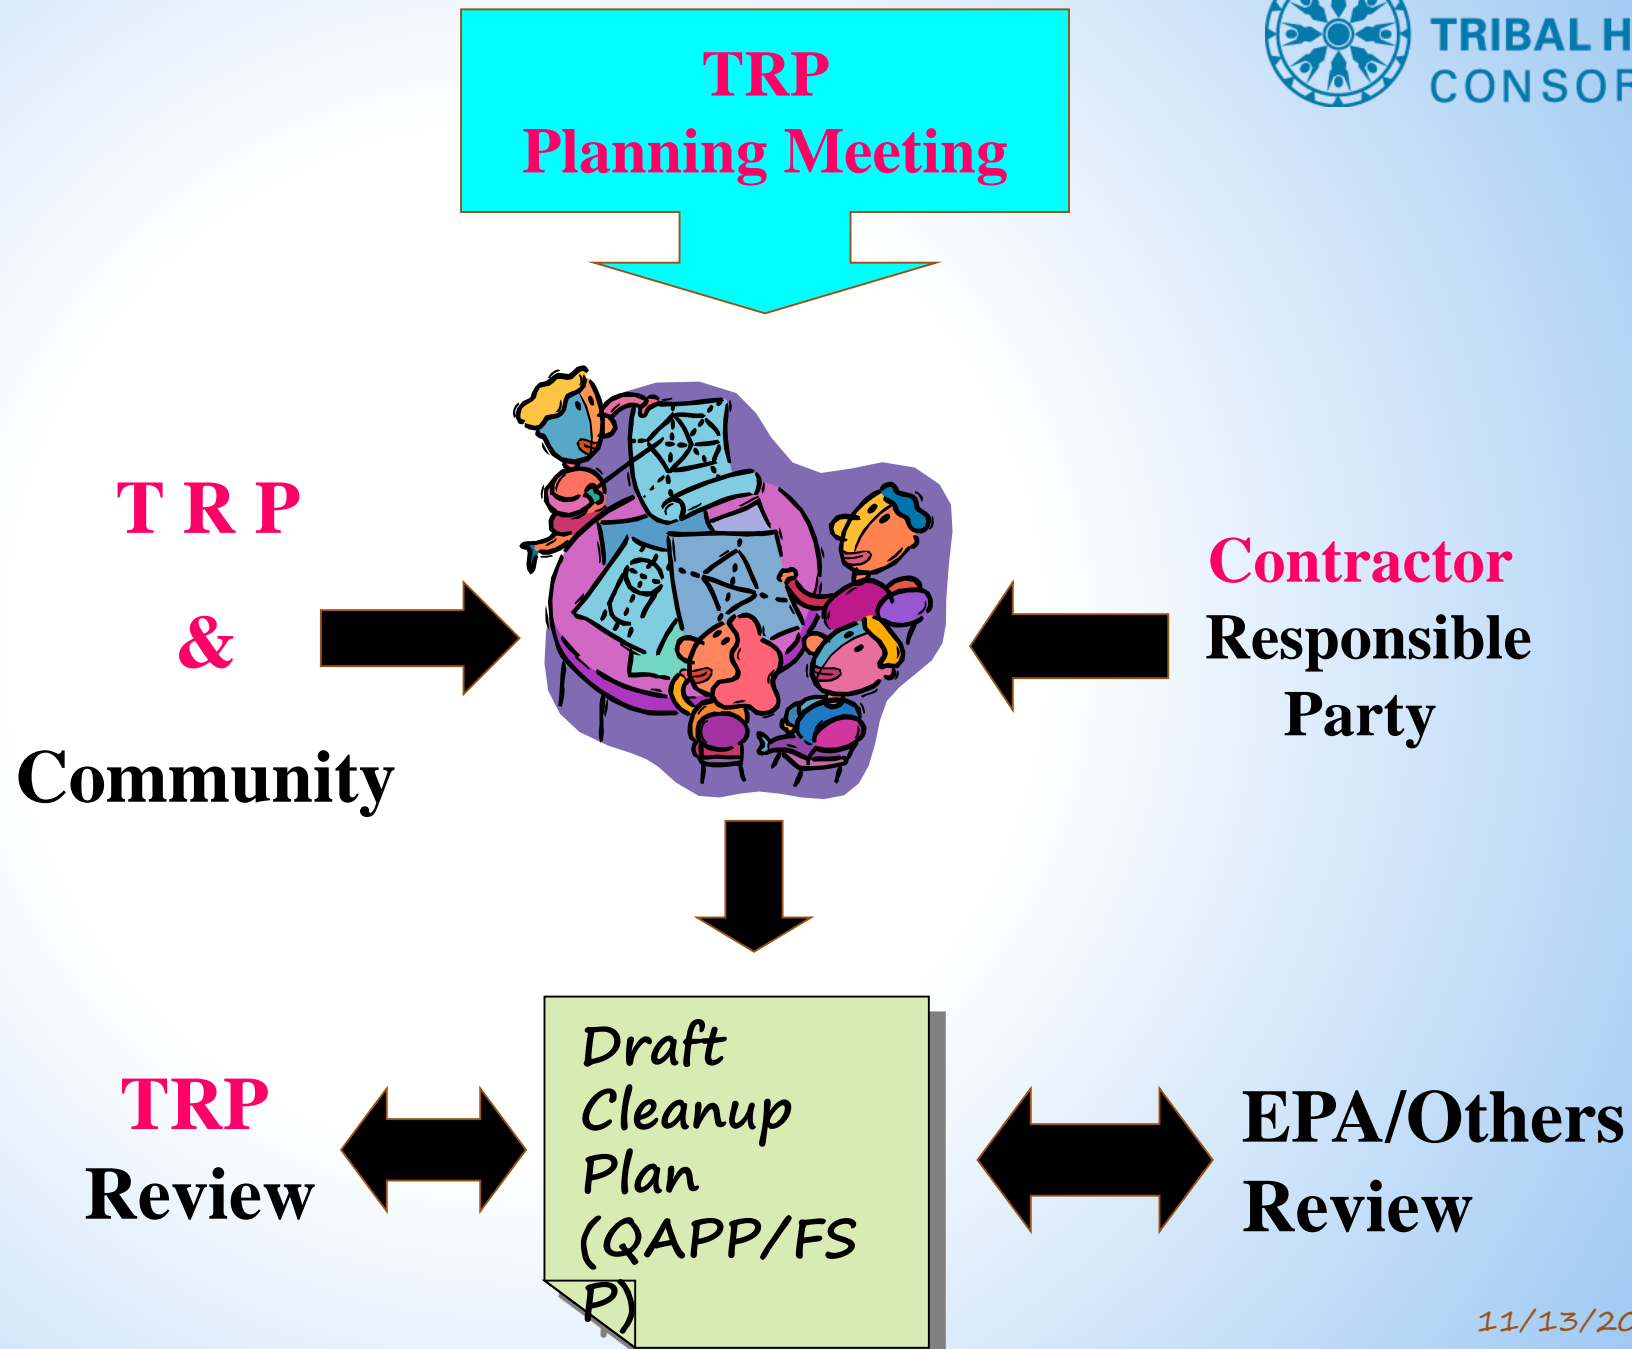 TRP
Planning Meeting
TRIBAL H
CONSOR
T R P
&
Community
Contractor
Responsible
Party
Draft
Cleanup
Plan
(QAPP/FS
P)
TRP
Review
EPA/Others
Review
11/13/20